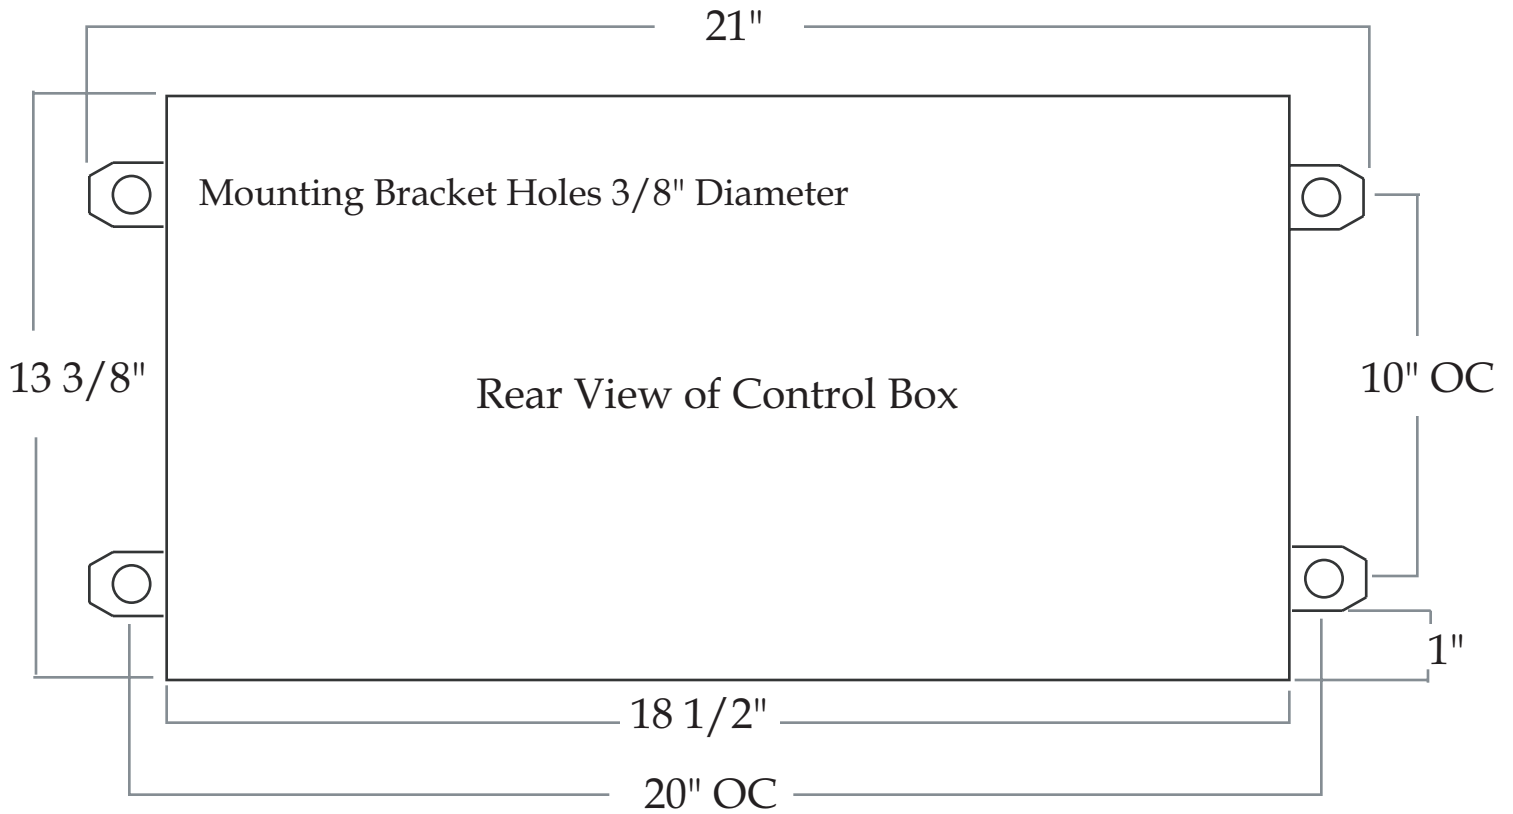 21"
Mounting Bracket Holes 3/8" Diameter
13 3/8"
Rear View of Control Box
10" OC
1"
18 1/2"
20" OC